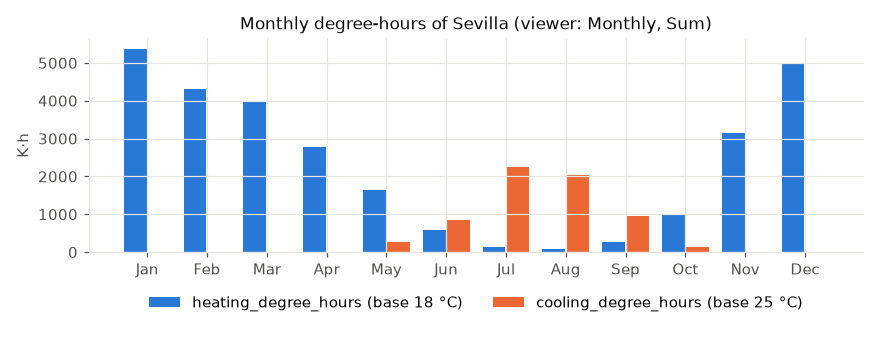 Monthly degree-hours of Sevilla (viewer: Monthly, Sum)
K·h
5000
4000
3000
2000
1000
0
Jan Feb Mar Apr May Jun Jul Aug Sep Oct Nov Dec
heating_degree_hours (base 18 °C) cooling_degree_hours (base 25 °C)